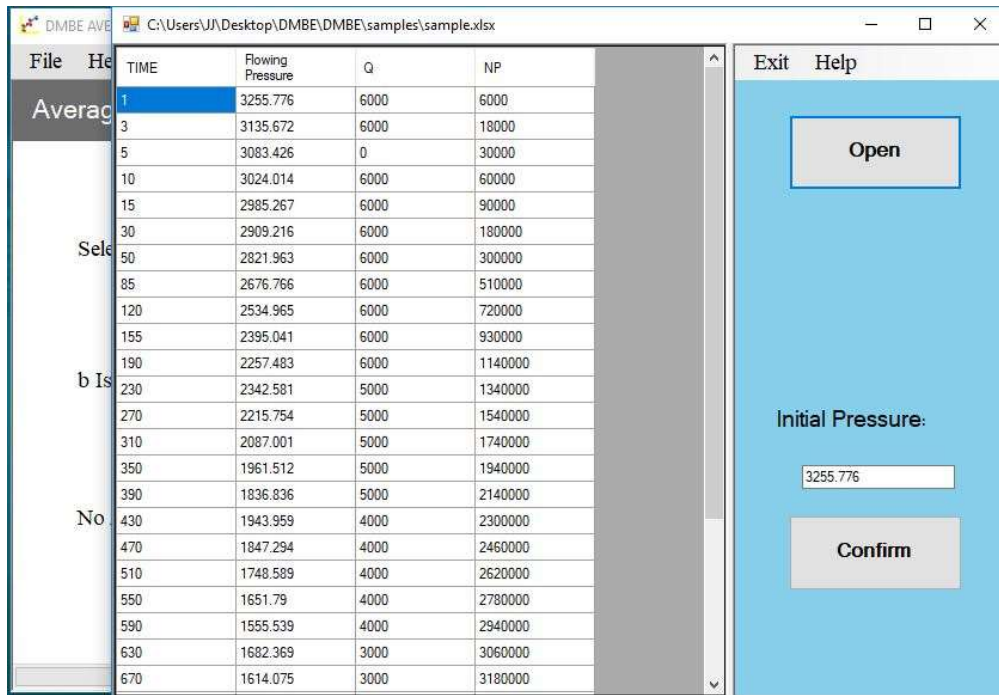 DMBE AVE
C:\Users\JJ\Desktop\DMBE\DMBE\samples\sample.xlsx
File He
Averag
Sele
b Is
No
TIME Flowing Pressure Q NP
1 3255.776 6000 6000
3 3135.672 6000 18000
5 3083.426 0 30000
10 3024.014 6000 60000
15 2985.267 6000 90000
30 2909.216 6000 180000
50 2821.963 6000 300000
85 2676.766 6000 510000
120 2534.965 6000 720000
155 2395.041 6000 930000
190 2257.483 6000 1140000
230 2342.581 5000 1340000
270 2215.754 5000 1540000
310 2087.001 5000 1740000
350 1961.512 5000 1940000
390 1836.836 5000 2140000
430 1943.959 4000 2300000
470 1847.294 4000 2460000
510 1748.589 4000 2620000
550 1651.79 4000 2780000
590 1555.539 4000 2940000
630 1682.369 3000 3060000
670 1614.075 3000 3180000
Exit Help
Open
Initial Pressure:
3255.776
Confirm